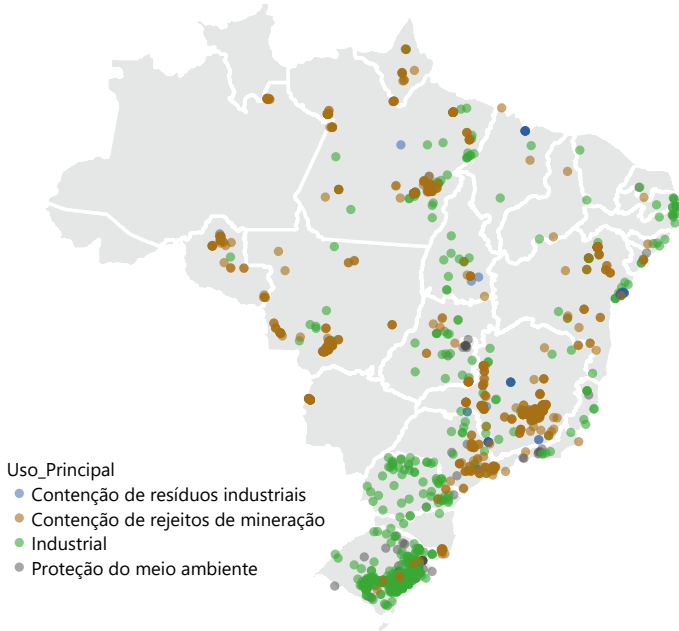 Uso_Principal
Contenção de resíduos industriais
Contenção de rejeitos de mineração
Industrial
Proteção do meio ambiente